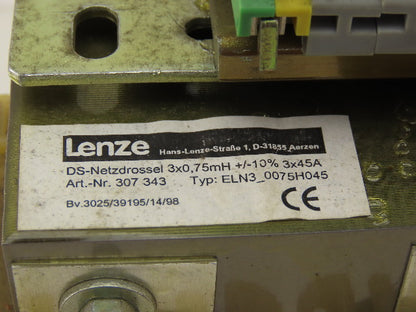 Lenze
Hans-Lenze-Straße 1, D-31855 Aerzen
DS-Netzdrossel 3x0,75mH +/-10% 3x45A
Art.-Nr. 307 343 Typ: ELN3_0075H045
Bv.3025/39195/14/98
CE